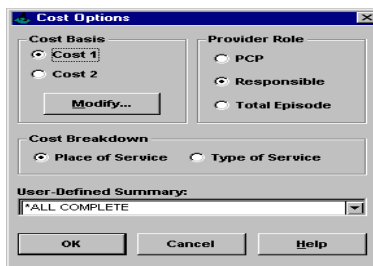 Cost Options
Cost Basis
Cost 1
Cost 2
Modify...
Provider Role
PCP
Responsible
Total Episode
Cost Breakdown
Place of Service
Type of Service
User-Defined Summary:
*ALL COMPLETE
OK
Cancel
Help